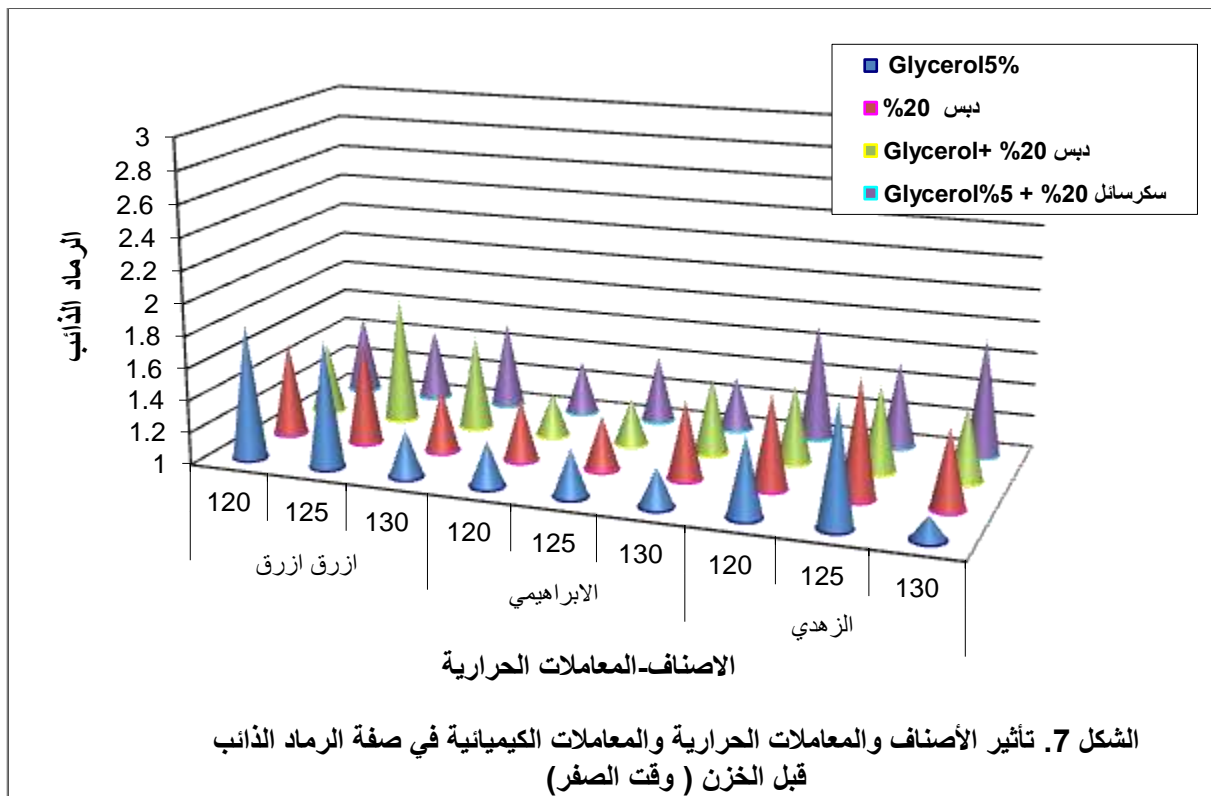 Glycerol5%
دبس 20%
Glycerol+ %20 دبس
Glycerol%5 + %20 سكرسائل
3
2.8
2.6
2.4
2.2
2
1.8
1.6
1.4
1.2
1
الرماد الذائب
120 125 130 120 125 130 120 125 130
ازرق ازرق الابراهيمي الزهدي
الاصناف-المعاملات الحرارية
الشكل 7. تأثير الأصناف والمعاملات الحرارية والمعاملات الكيميائية في صفة الرماد الذائب
قبل الخزن ( وقت الصفر)